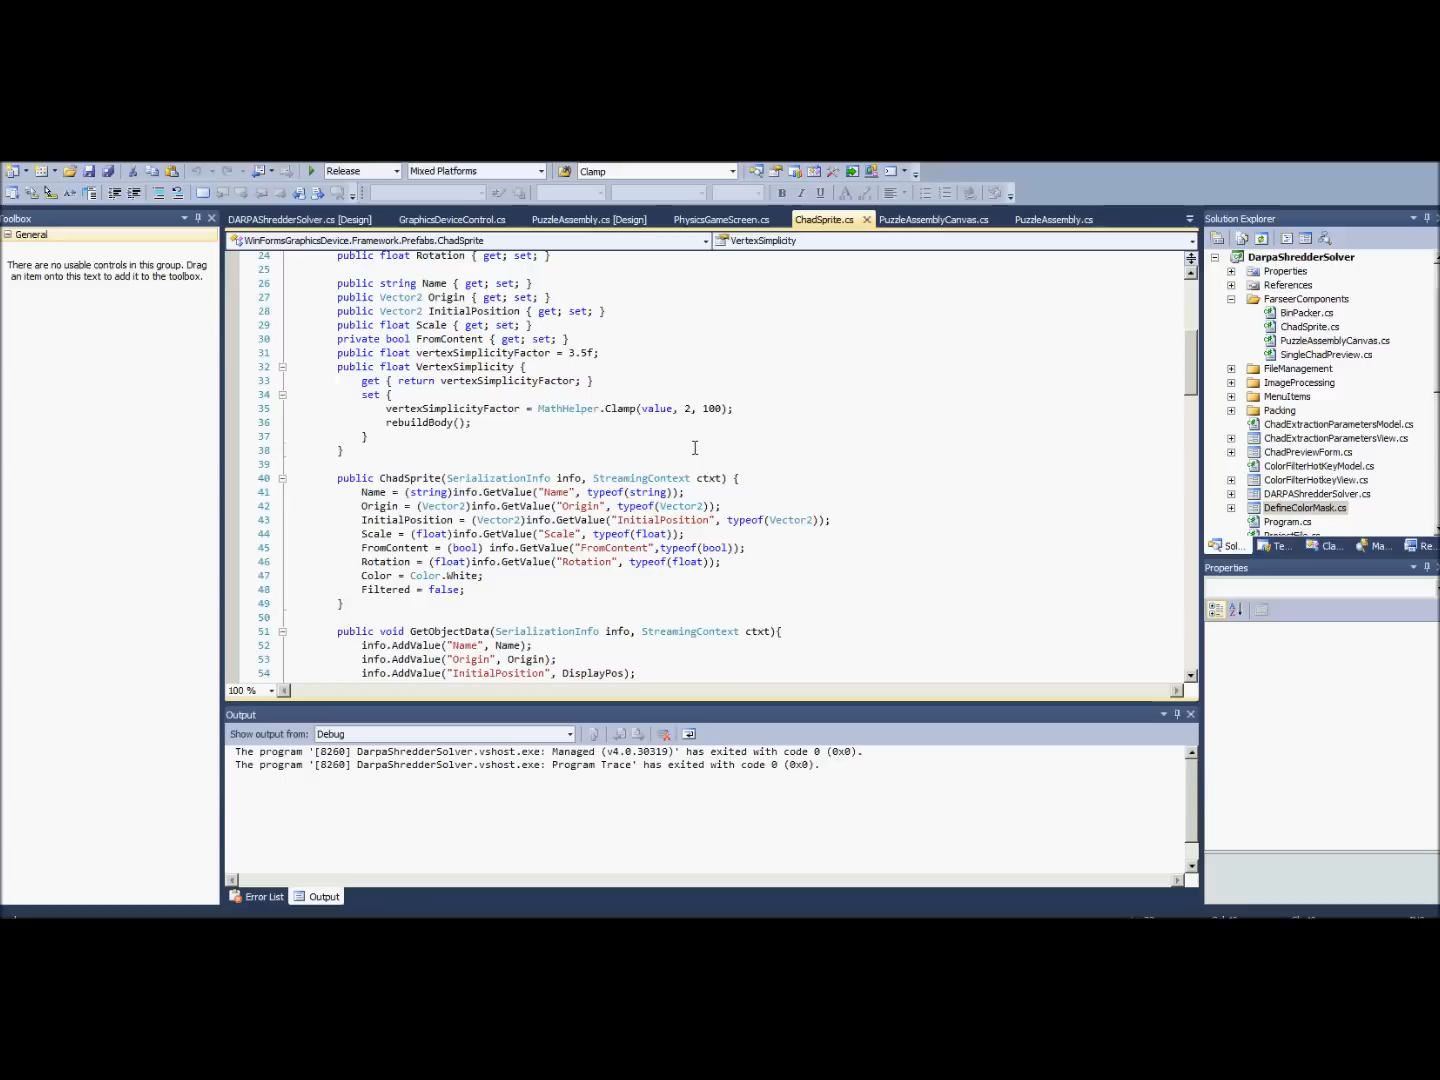 Release
Mixed Platforms
Clamp
Toolbox
General
There are no usable controls in this group. Drag
an item onto this text to add it to the toolbox.
DARPAShredderSolver.cs [Design]
GraphicsDeviceControl.cs
PuzzleAssembly.cs [Design]
PhysicsGameScreen.cs
ChadSprite.cs
PuzzleAssemblyCanvas.cs
PuzzleAssembly.cs
WinFormsGraphicsDevice.Framework.Prefabs.ChadSprite
VertexSimplicity
24 public float Rotation { get; set; }
25
26 public string Name { get; set; }
27 public Vector2 Origin { get; set; }
28 public Vector2 InitialPosition { get; set; }
29 public float Scale { get; set; }
30 private bool FromContent { get; set; }
31 public float vertexSimplicityFactor = 3.5f;
32 public float VertexSimplicity {
33 get { return vertexSimplicityFactor; }
34 set {
35 vertexSimplicityFactor = MathHelper.Clamp(value, 2, 100);
36 rebuildBody();
37 }
38 }
39
40 public ChadSprite(SerializationInfo info, StreamingContext ctxt) {
41 Name = (string)info.GetValue("Name", typeof(string));
42 Origin = (Vector2)info.GetValue("Origin", typeof(Vector2));
43 InitialPosition = (Vector2)info.GetValue("InitialPosition", typeof(Vector2));
44 Scale = (float)info.GetValue("Scale", typeof(float));
45 FromContent = (bool) info.GetValue("FromContent",typeof(bool));
46 Rotation = (float)info.GetValue("Rotation", typeof(float));
47 Color = Color.White;
48 Filtered = false;
49 }
50
51 public void GetObjectData(SerializationInfo info, StreamingContext ctxt){
52 info.AddValue("Name", Name);
53 info.AddValue("Origin", Origin);
54 info.AddValue("InitialPosition", DisplayPos);
100 %
Output
Show output from: Debug
The program '[8260] DarpaShredderSolver.vshost.exe: Managed (v4.0.30319)' has exited with code 0 (0x0).
The program '[8260] DarpaShredderSolver.vshost.exe: Program Trace' has exited with code 0 (0x0).
Error List
Output
Solution Explorer
DarpaShredderSolver
Properties
References
FarseerComponents
BinPacker.cs
ChadSprite.cs
PuzzleAssemblyCanvas.cs
SingleChadPreview.cs
FileManagement
ImageProcessing
MenuItems
Packing
ChadExtractionParametersModel.cs
ChadExtractionParametersView.cs
ChadPreviewForm.cs
ColorFilterHotKeyModel.cs
ColorFilterHotkeyView.cs
DARPAShredderSolver.cs
DefineColorMask.cs
Program.cs
Sol...
Te...
Cla...
Ma...
Re...
Properties